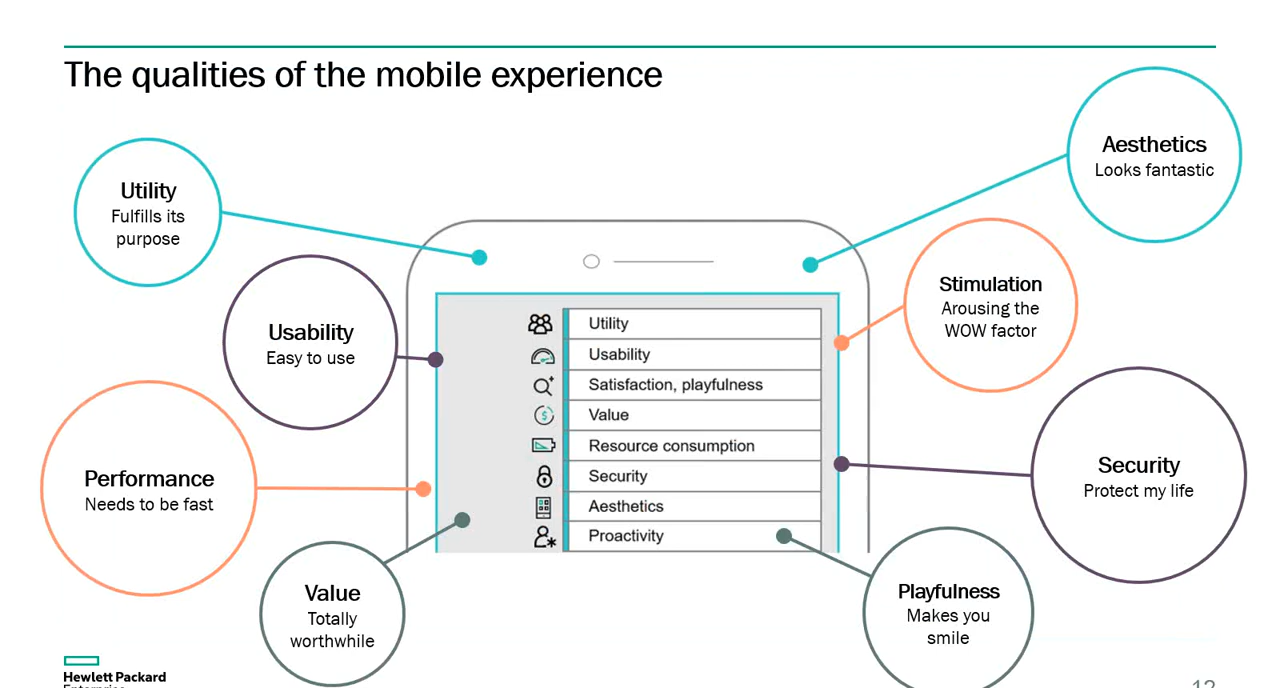 The qualities of the mobile experience
Aesthetics
Looks fantastic
Utility
Fulfills its
purpose
Stimulation
Arousing the
WOW factor
Usability
Easy to use
Utility
Usability
Satisfaction, playfulness
Value
Resource consumption
Security
Aesthetics
Proactivity
Performance
Needs to be fast
Security
Protect my life
Value
Totally
worthwhile
Playfulness
Makes you
smile
Hewlett Packard